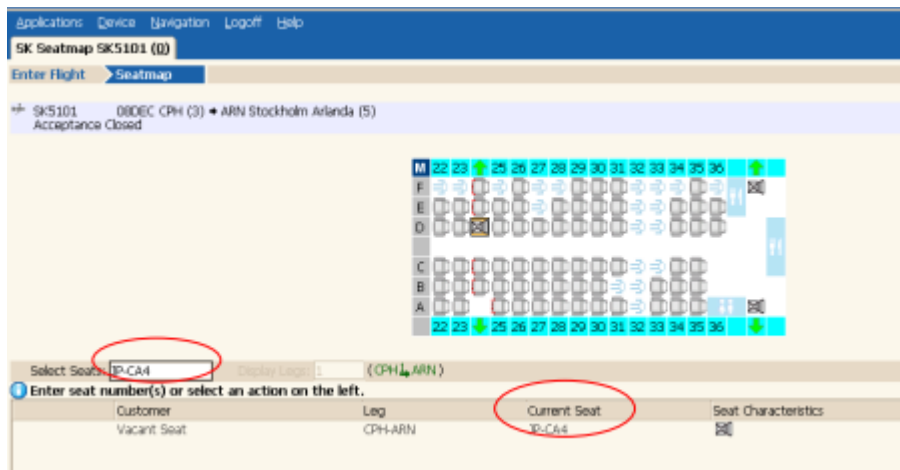 Applications Device Navigation Logoff Help
SK Seatmap SK5101 (0)
Enter Flight Seatmap
SK5101 08DEC CPH (3) ARN Stockholm Arlanda (5)
Acceptance Closed
M 22 23 25 26 27 28 29 30 31 32 33 34 35 36
F
E
D
C
B
A
22 23 25 26 27 28 29 30 31 32 33 34 35 36
Select Seats: JP-CA4 Display Legs: 1 (CPH ARN)
Enter seat number(s) or select an action on the left.
Customer Leg Current Seat Seat Characteristics
Vacant Seat CPH-ARN JP-CA4